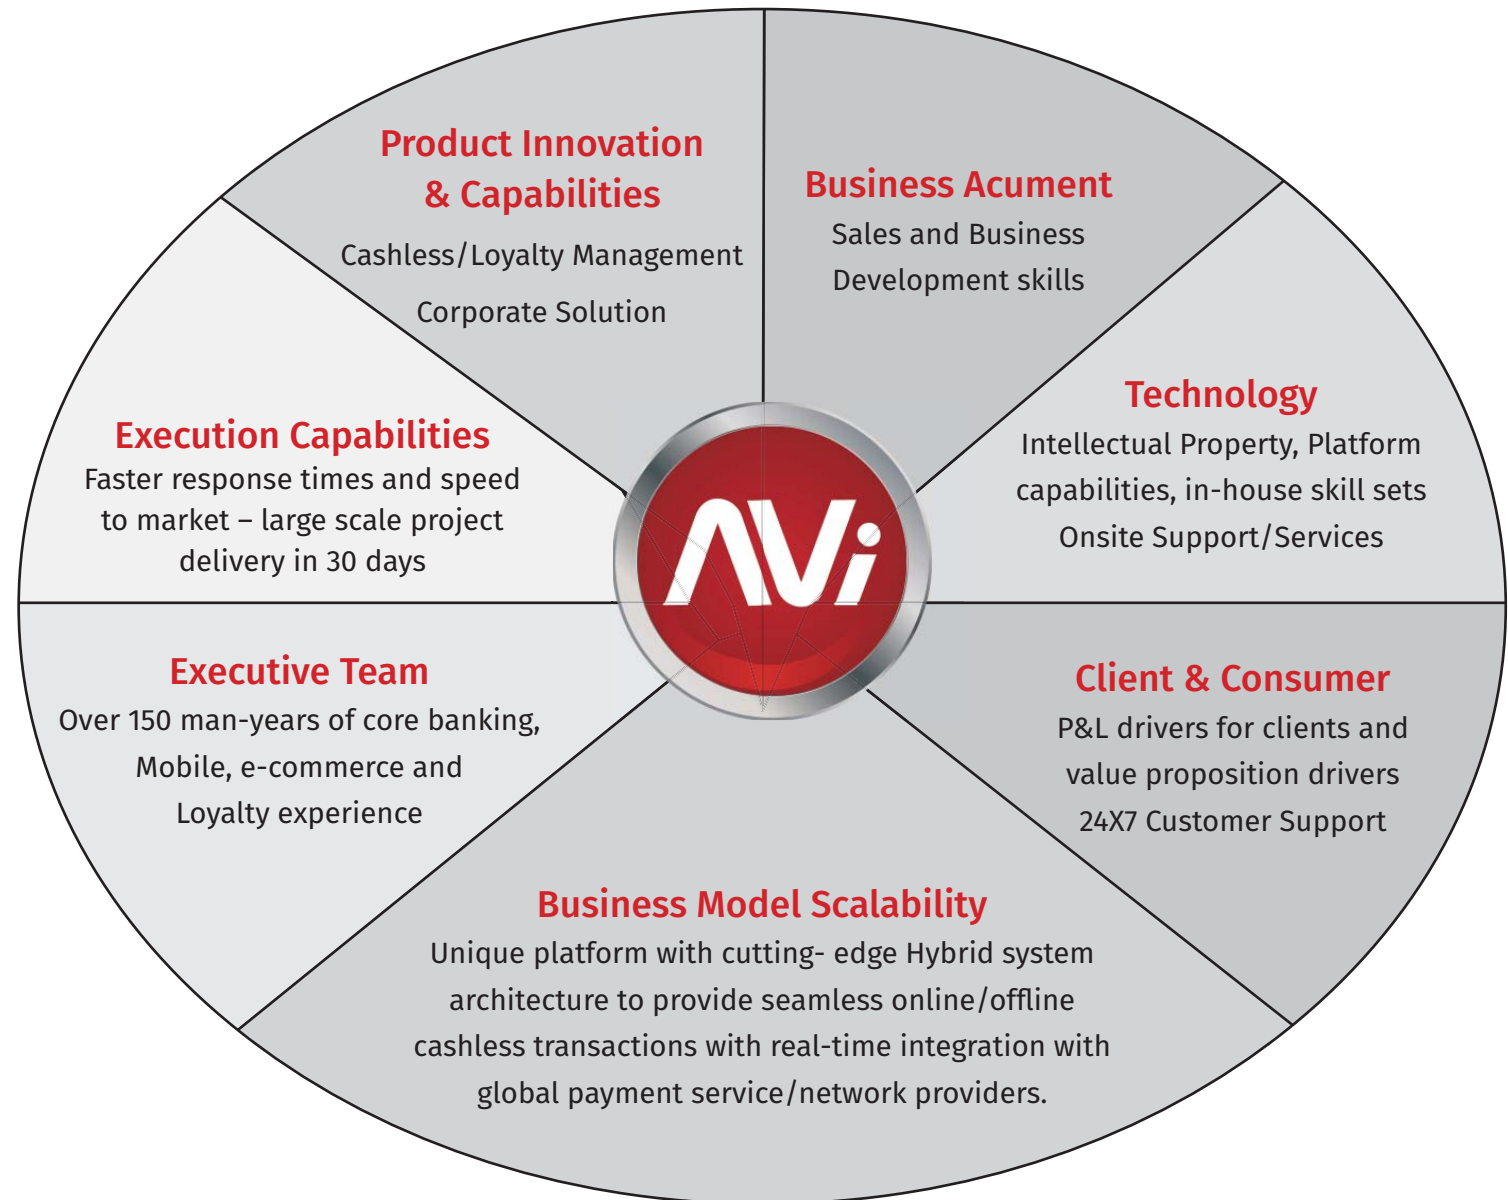 Product Innovation
& Capabilities
Cashless/Loyalty Management
Corporate Solution
Business Acument
Sales and Business
Development skills
Technology
Intellectual Property, Platform
capabilities, in-house skill sets
Onsite Support/Services
Client & Consumer
P&L drivers for clients and
value proposition drivers
24X7 Customer Support
Business Model Scalability
Unique platform with cutting- edge Hybrid system
architecture to provide seamless online/offline
cashless transactions with real-time integration with
global payment service/network providers.
Executive Team
Over 150 man-years of core banking,
Mobile, e-commerce and
Loyalty experience
Execution Capabilities
Faster response times and speed
to market – large scale project
delivery in 30 days
AVi